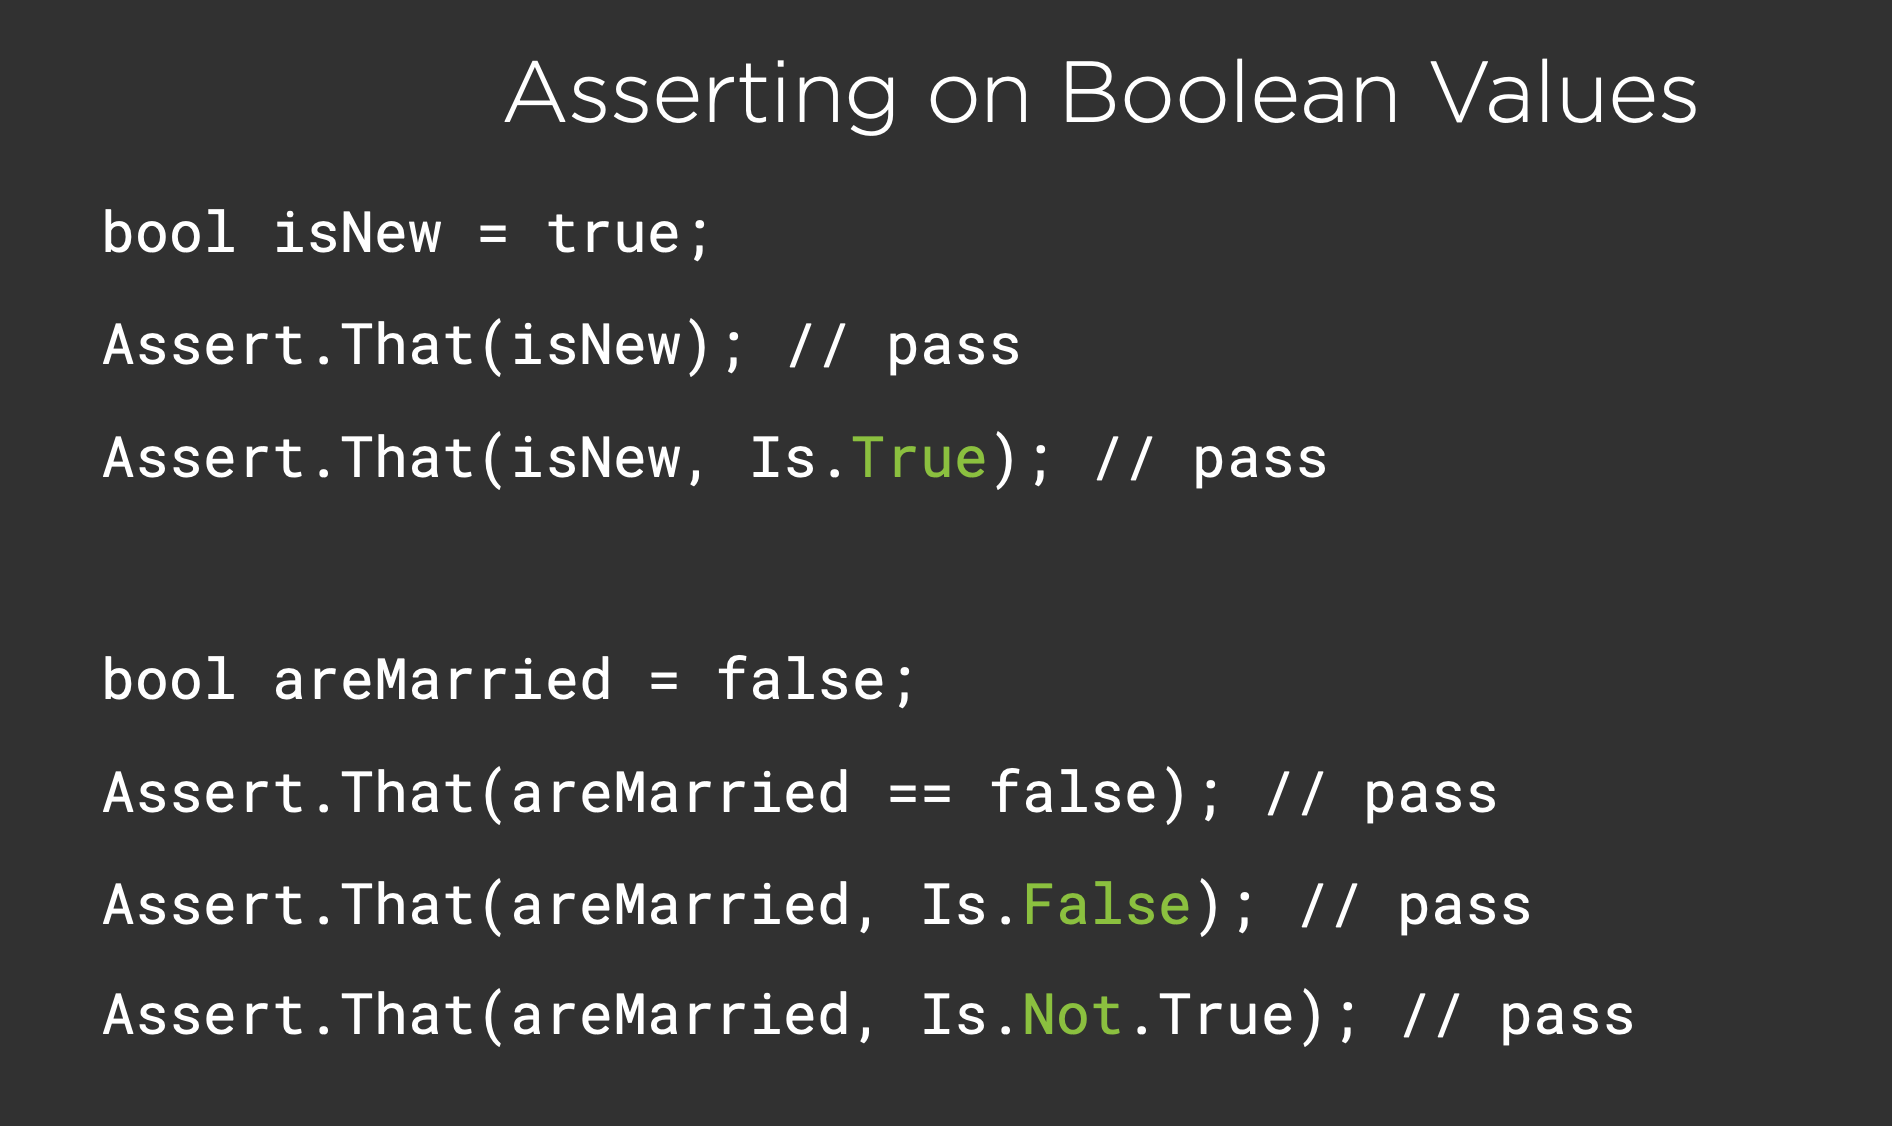 Asserting on Boolean Values
bool isNew = true;
Assert.That(isNew); // pass
Assert.That(isNew, Is.True); // pass
bool areMarried = false;
Assert.That(areMarried == false); // pass
Assert.That(areMarried, Is.False); // pass
Assert.That(areMarried, Is.Not.True); // pass